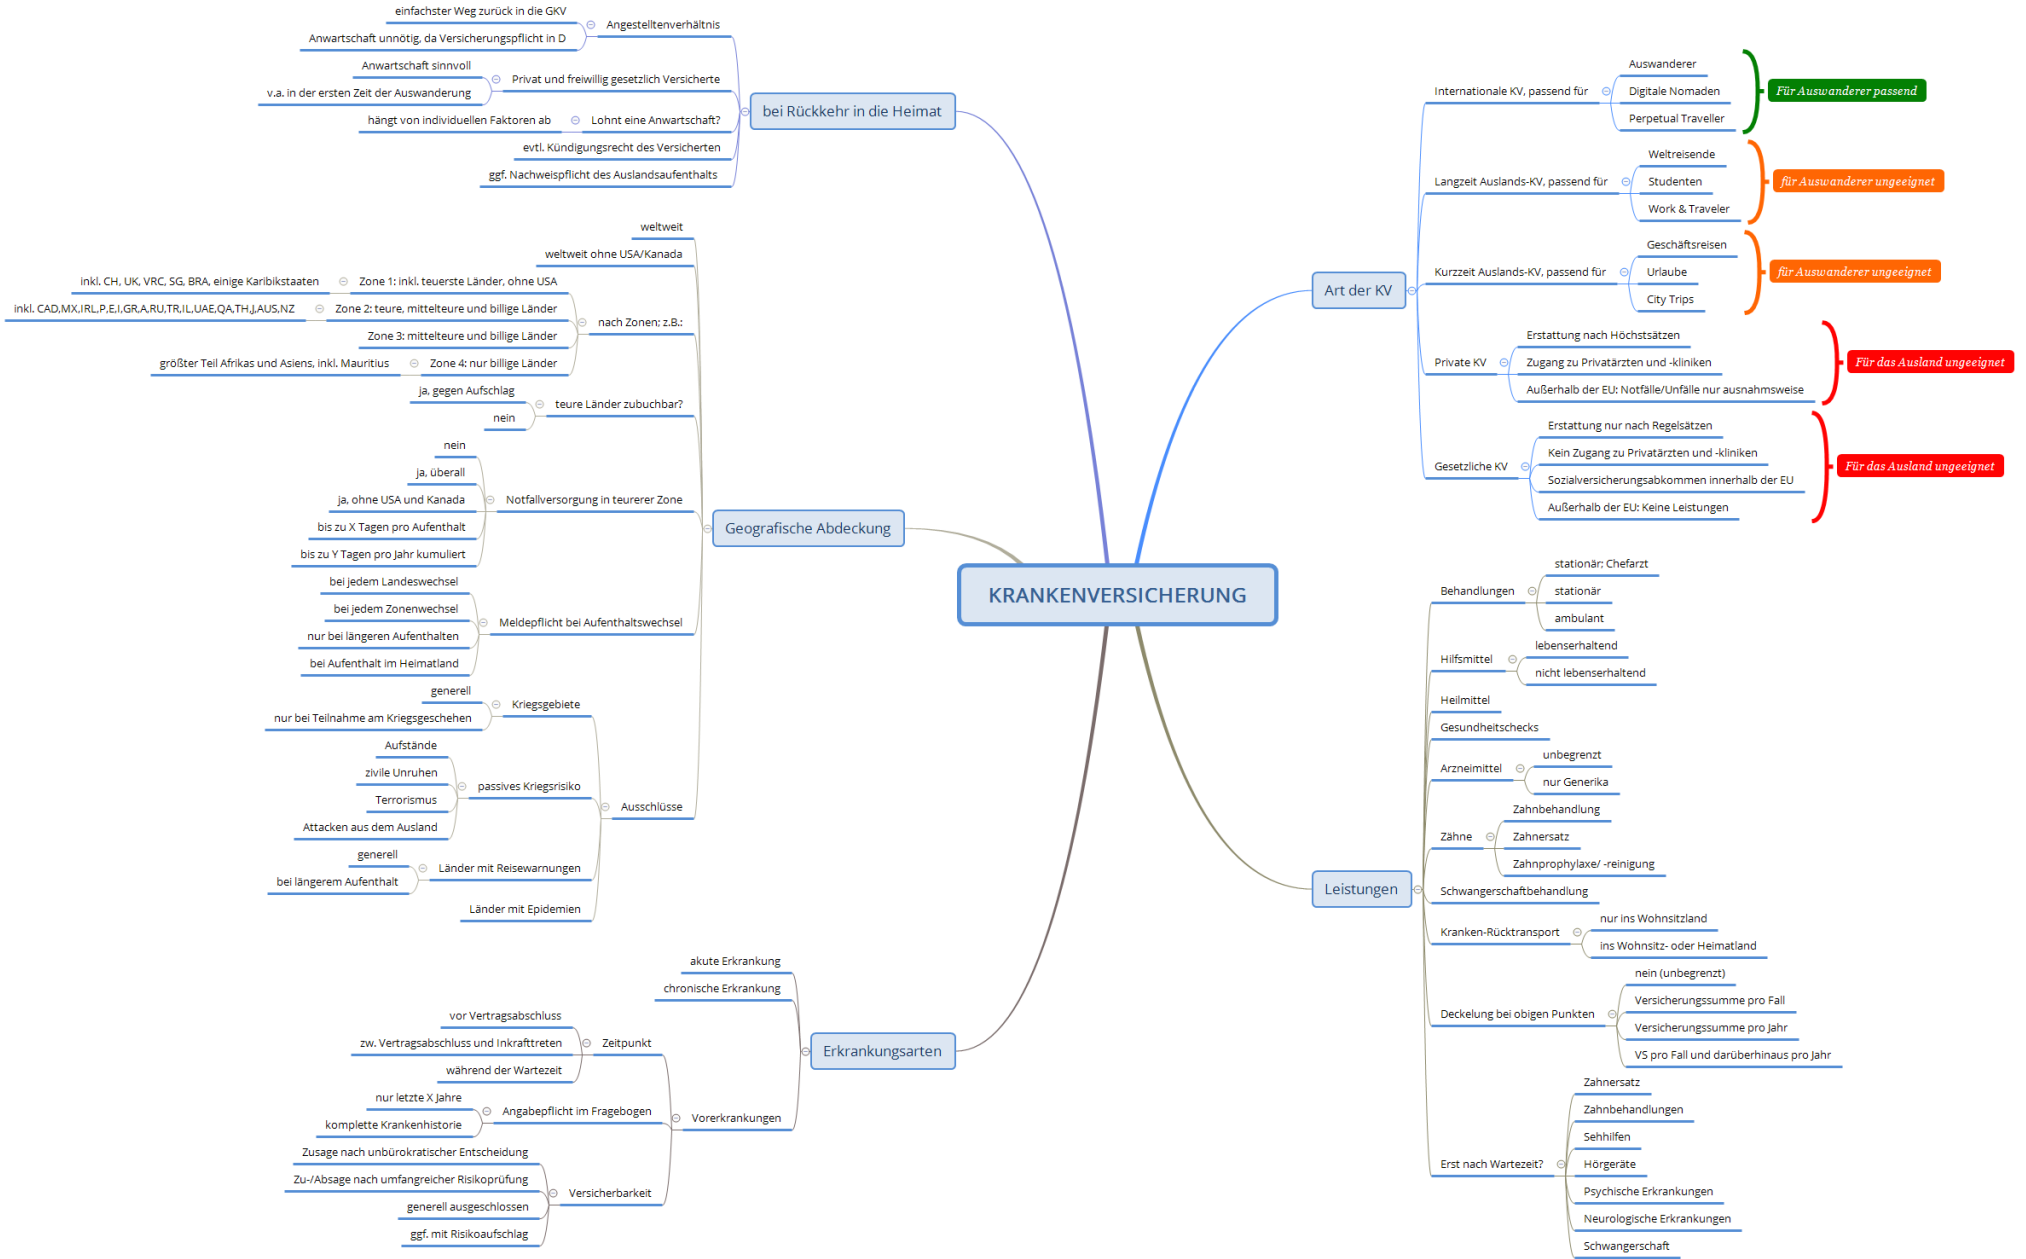 KRANKENVERSICHERUNG
bei Rückkehr in die Heimat
Angestelltenverhältnis
einfachster Weg zurück in die GKV
Anwartschaft unnötig, da Versicherungspflicht in D
Privat und freiwillig gesetzlich Versicherte
Anwartschaft sinnvoll
v.a. in der ersten Zeit der Auswanderung
Lohnt eine Anwartschaft?
hängt von individuellen Faktoren ab
evtl. Kündigungsrecht des Versicherten
ggf. Nachweispflicht des Auslandsaufenthalts
Geografische Abdeckung
weltweit
weltweit ohne USA/Kanada
nach Zonen; z.B.:
Zone 1: inkl. teuerste Länder, ohne USA
inkl. CH, UK, VRC, SG, BRA, einige Karibikstaaten
Zone 2: teure, mittelteure und billige Länder
inkl. CAD,MX,IRL,P,E,I,GR,A,RU,TR,IL,UAE,QA,TH,J,AUS,NZ
Zone 3: mittelteure und billige Länder
Zone 4: nur billige Länder
größter Teil Afrikas und Asiens, inkl. Mauritius
teure Länder zubuchbar?
ja, gegen Aufschlag
nein
Notfallversorgung in teurerer Zone
nein
ja, überall
ja, ohne USA und Kanada
bis zu X Tagen pro Aufenthalt
bis zu Y Tagen pro Jahr kumuliert
Meldepflicht bei Aufenthaltswechsel
bei jedem Landeswechsel
bei jedem Zonenwechsel
nur bei längeren Aufenthalten
bei Aufenthalt im Heimatland
Ausschlüsse
Kriegsgebiete
generell
nur bei Teilnahme am Kriegsgeschehen
passives Kriegsrisiko
Aufstände
zivile Unruhen
Terrorismus
Attacken aus dem Ausland
Länder mit Reisewarnungen
generell
bei längerem Aufenthalt
Länder mit Epidemien
Erkrankungsarten
akute Erkrankung
chronische Erkrankung
Vorerkrankungen
Zeitpunkt
vor Vertragsabschluss
zw. Vertragsabschluss und Inkrafttreten
während der Wartezeit
Angabepflicht im Fragebogen
nur letzte X Jahre
komplette Krankenhistorie
Versicherbarkeit
Zusage nach unbürokratischer Entscheidung
Zu-/Absage nach umfangreicher Risikoprüfung
generell ausgeschlossen
ggf. mit Risikoaufschlag
Art der KV
Internationale KV, passend für
Auswanderer
Digitale Nomaden
Perpetual Traveller
Für Auswanderer passend
Langzeit Auslands-KV, passend für
Weltreisende
Studenten
Work & Traveler
für Auswanderer ungeeignet
Kurzzeit Auslands-KV, passend für
Geschäftsreisen
Urlaube
City Trips
für Auswanderer ungeeignet
Private KV
Erstattung nach Höchstsätzen
Zugang zu Privatärzten und -kliniken
Außerhalb der EU: Notfälle/Unfälle nur ausnahmsweise
Für das Ausland ungeeignet
Gesetzliche KV
Erstattung nur nach Regelsätzen
Kein Zugang zu Privatärzten und -kliniken
Sozialversicherungsabkommen innerhalb der EU
Außerhalb der EU: Keine Leistungen
Für das Ausland ungeeignet
Leistungen
Behandlungen
stationär; Chefarzt
stationär
ambulant
Hilfsmittel
lebenserhaltend
nicht lebenserhaltend
Heilmittel
Gesundheitschecks
Arzneimittel
unbegrenzt
nur Generika
Zähne
Zahnbehandlung
Zahnersatz
Zahnprophylaxe/ -reinigung
Schwangerschaftbehandlung
Kranken-Rücktransport
nur ins Wohnsitzland
ins Wohnsitz- oder Heimatland
Deckelung bei obigen Punkten
nein (unbegrenzt)
Versicherungssumme pro Fall
Versicherungssumme pro Jahr
VS pro Fall und darüberhinaus pro Jahr
Erst nach Wartezeit?
Zahnersatz
Zahnbehandlungen
Sehhilfen
Hörgeräte
Psychische Erkrankungen
Neurologische Erkrankungen
Schwangerschaft